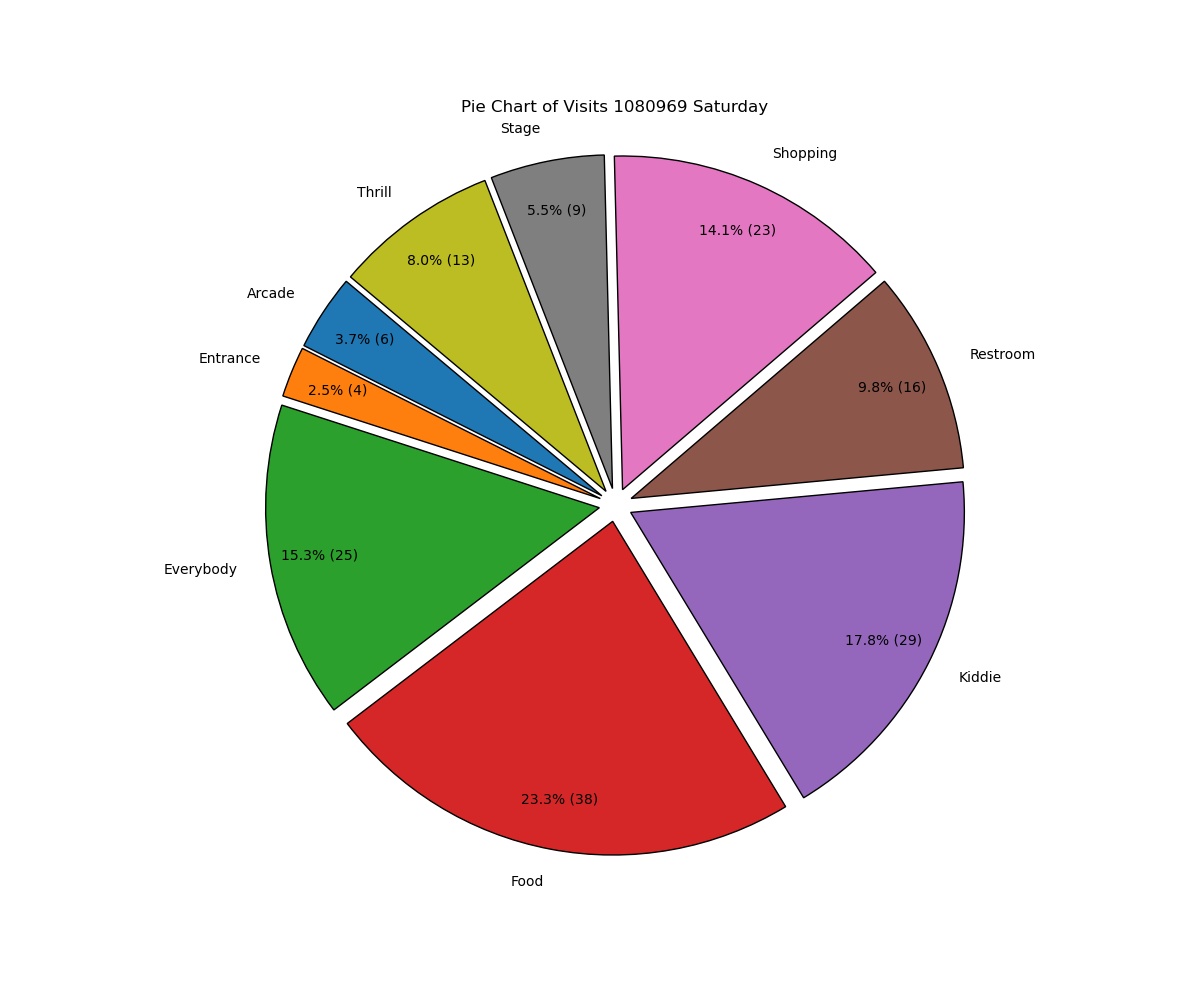 Pie Chart of Visits 1080969 Saturday
Stage
Shopping
Thrill
5.5% (9)
14.1% (23)
8.0% (13)
Arcade
3.7% (6)
Restroom
Entrance
2.5% (4)
9.8% (16)
15.3% (25)
Everybody
17.8% (29)
Kiddie
23.3% (38)
Food